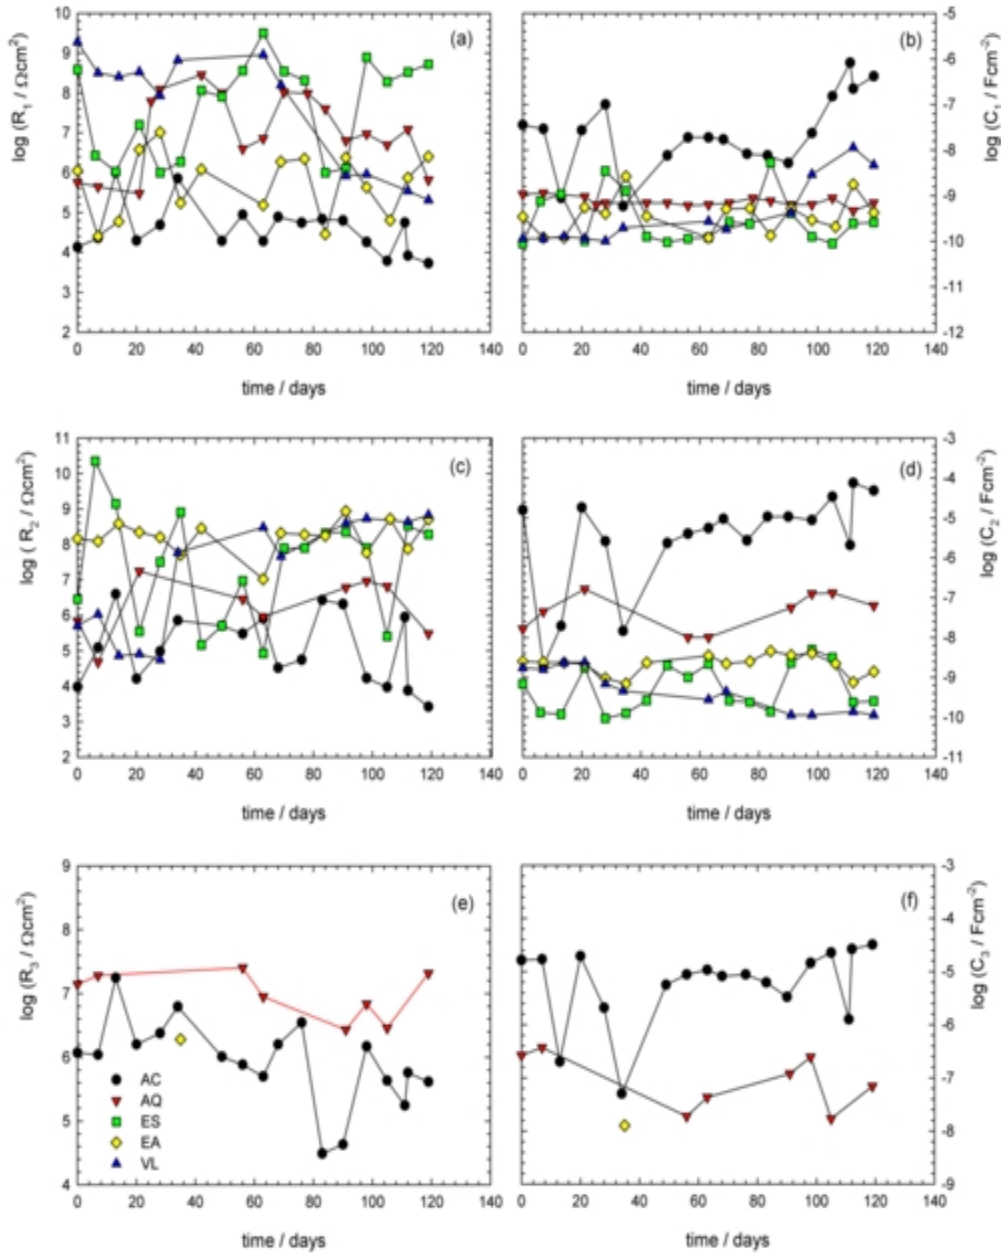 (a)
log (R1 / Ωcm2)
10
9
8
7
6
5
4
3
2
0 20 40 60 80 100 120 140
time / days
(b)
log (C1 / Fcm-2)
-5
-6
-7
-8
-9
-10
-11
-12
0 20 40 60 80 100 120 140
time / days
(c)
log ( R2 / Ωcm2)
11
10
9
8
7
6
5
4
3
2
0 20 40 60 80 100 120 140
time / days
(d)
log (C2 / Fcm-2)
-3
-4
-5
-6
-7
-8
-9
-10
-11
0 20 40 60 80 100 120 140
time / days
(e)
log (R3 / Ωcm2)
9
8
7
6
5
4
AC
AQ
ES
EA
VL
0 20 40 60 80 100 120 140
time / days
(f)
log (C3 / Fcm-2)
-3
-4
-5
-6
-7
-8
-9
0 20 40 60 80 100 120 140
time / days